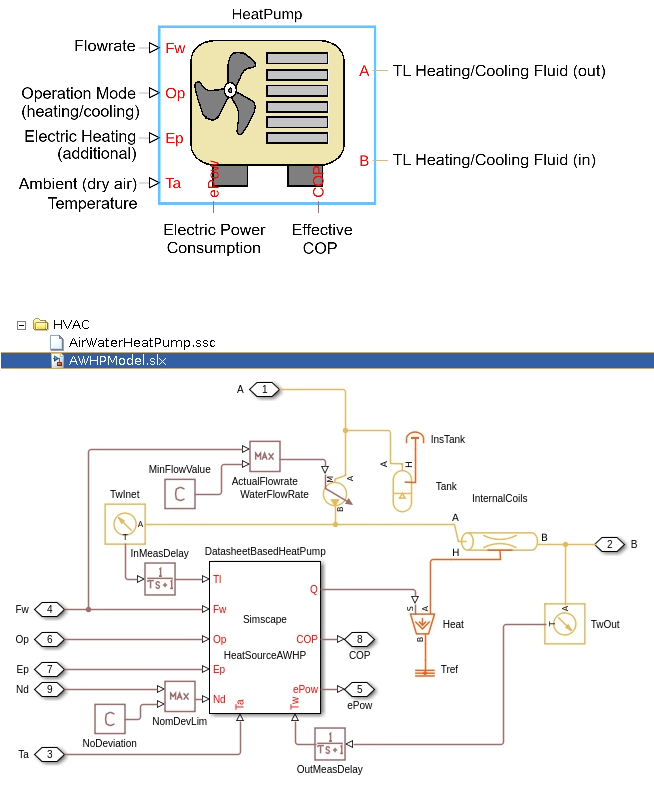 HeatPump
Flowrate
Fw
A
TL Heating/Cooling Fluid (out)
Operation Mode
(heating/cooling)
Op
Electric Heating
(additional)
Ep
B
TL Heating/Cooling Fluid (in)
Ambient (dry air)
Temperature
Ta
ePow
COP
Electric Power
Consumption
Effective
COP
HVAC
AirWaterHeatPump.ssc
AWHPModel.slx
A
1
InsTank
MAX
MinFlowValue
ActualFlowrate
C
WaterFlowRate
M
A
B
A
H
Tank
InternalCoils
TwInet
A
T
A
B
H
2
B
InMeasDelay
1
Ts+1
DatasheetBasedHeatPump
TI
Q
Fw
4
Fw
Simscape
S
A
B
Heat
A
T
TwOut
Op
6
Op
COP
8
COP
HeatSourceAWHP
Ep
7
Ep
Tref
Nd
9
MAX
Nd
ePow
5
ePow
C
NomDevLim
Ta
Tw
NoDeviation
1
Ts+1
Ta
3
OutMeasDelay